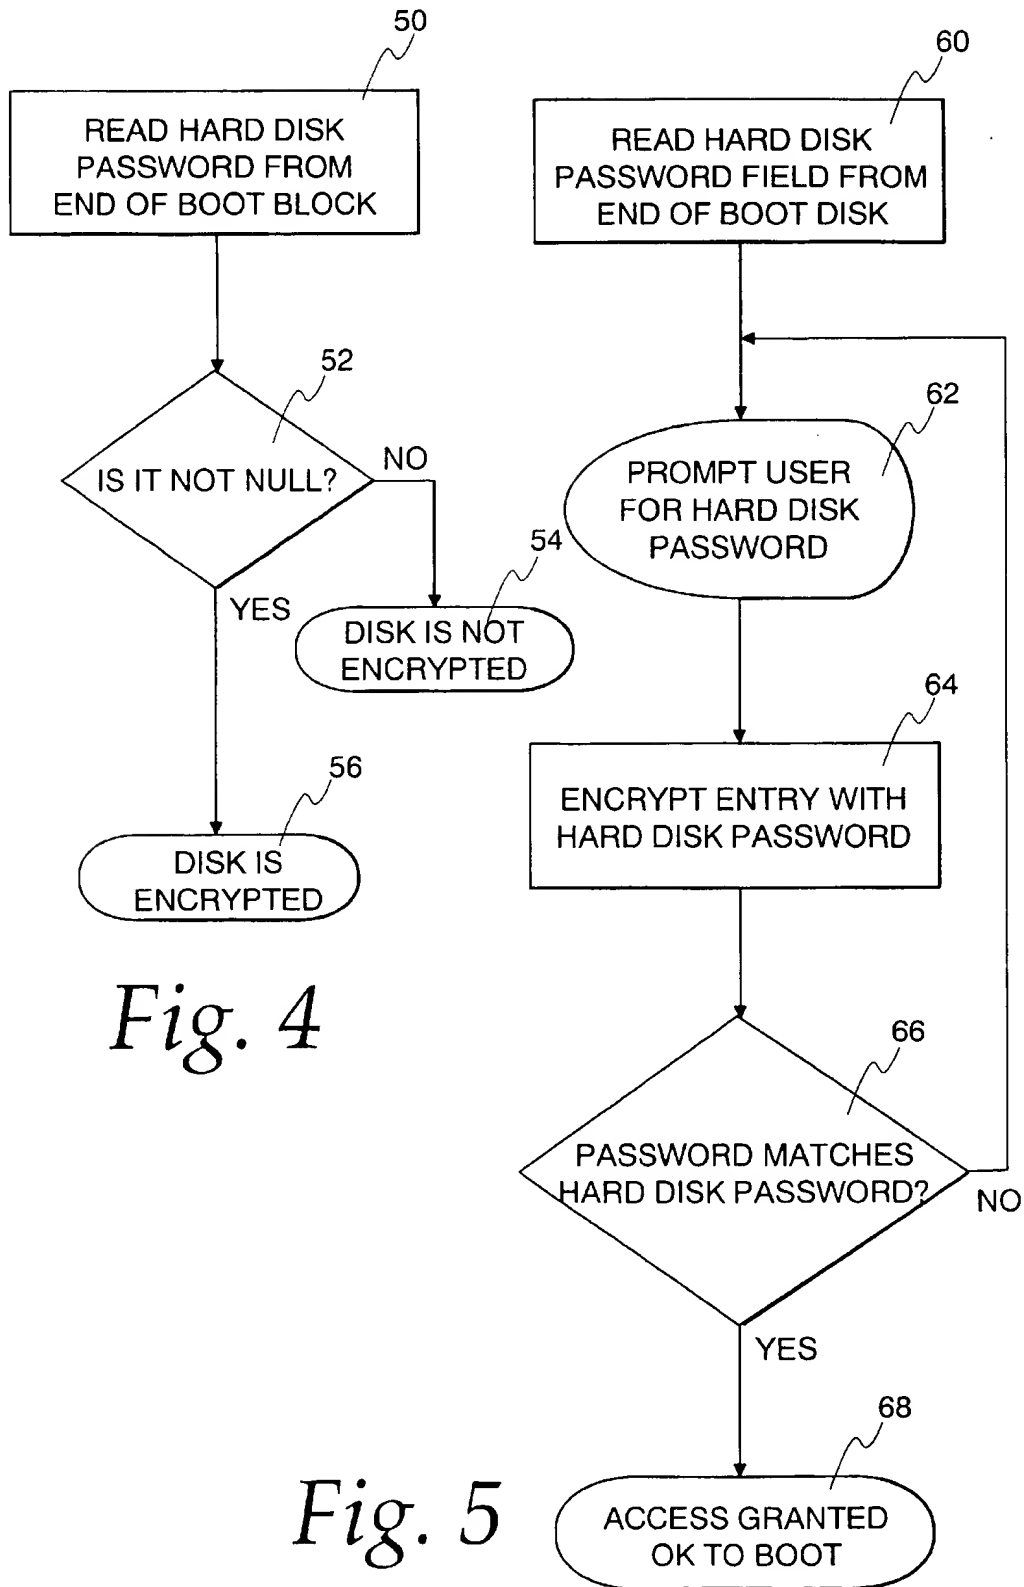 50
READ HARD DISK
PASSWORD FROM
END OF BOOT BLOCK
52
IS IT NOT NULL?
NO
YES
54
DISK IS NOT
ENCRYPTED
56
DISK IS
ENCRYPTED
Fig. 4
60
READ HARD DISK
PASSWORD FIELD FROM
END OF BOOT DISK
62
PROMPT USER
FOR HARD DISK
PASSWORD
64
ENCRYPT ENTRY WITH
HARD DISK PASSWORD
66
PASSWORD MATCHES
HARD DISK PASSWORD?
NO
YES
68
ACCESS GRANTED
OK TO BOOT
Fig. 5